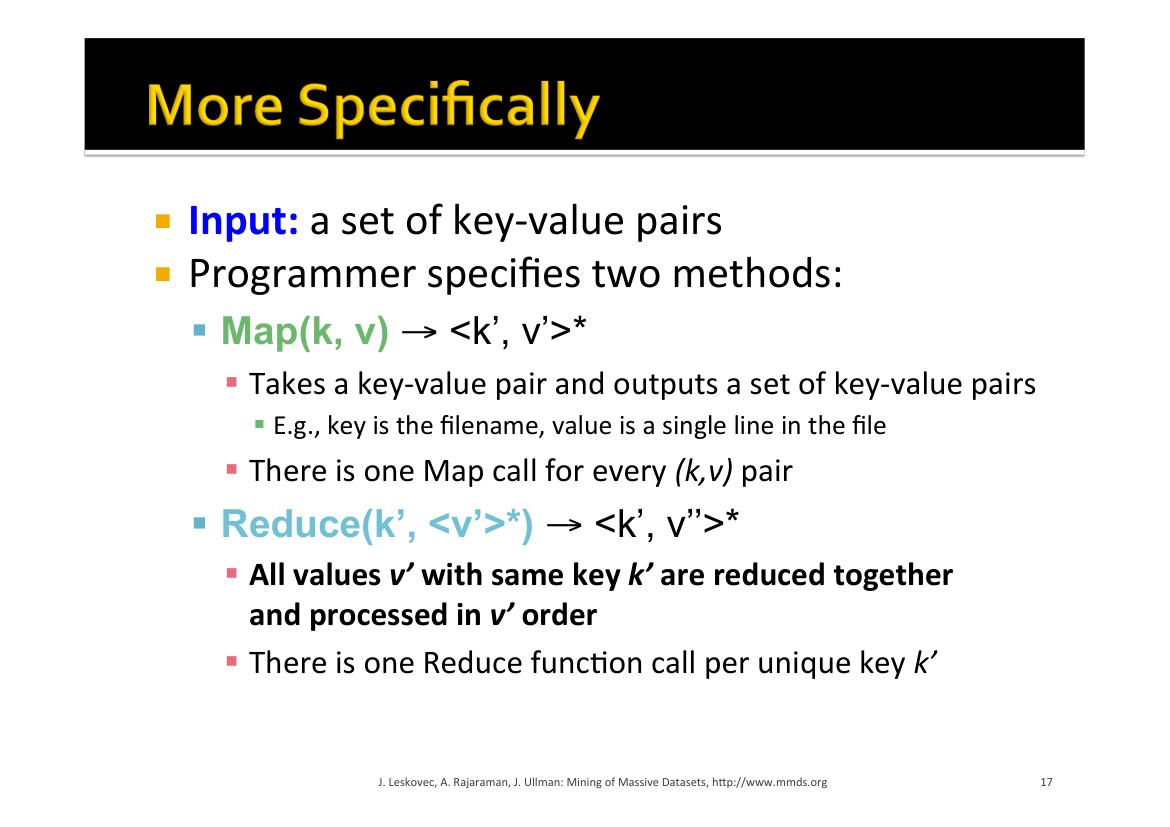 More Specifically
Input: a set of key-value pairs
Programmer specifies two methods:
Map(k, v) → <k’, v’>*
Takes a key-value pair and outputs a set of key-value pairs
E.g., key is the filename, value is a single line in the file
There is one Map call for every (k,v) pair
Reduce(k’, <v’>*) → <k’, v’’>*
All values v’ with same key k’ are reduced together
and processed in v’ order
There is one Reduce function call per unique key k’
J. Leskovec, A. Rajaraman, J. Ullman: Mining of Massive Datasets, http://www.mmds.org 17